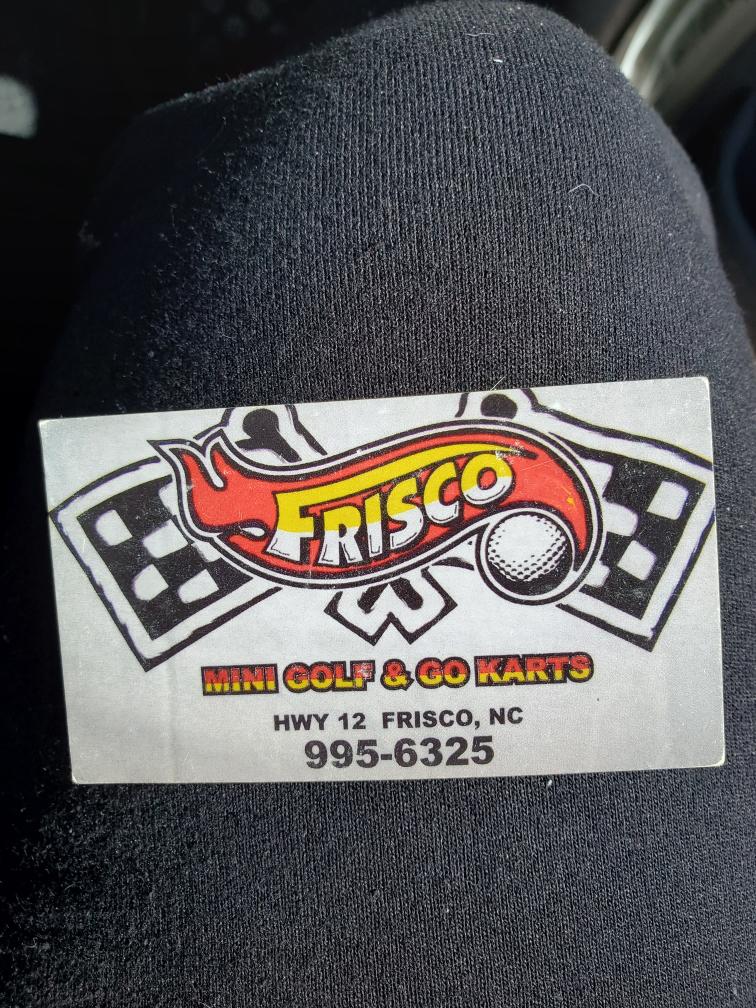 FRISCO
MINI GOLF & GO KARTS
HWY 12 FRISCO, NC
995-6325